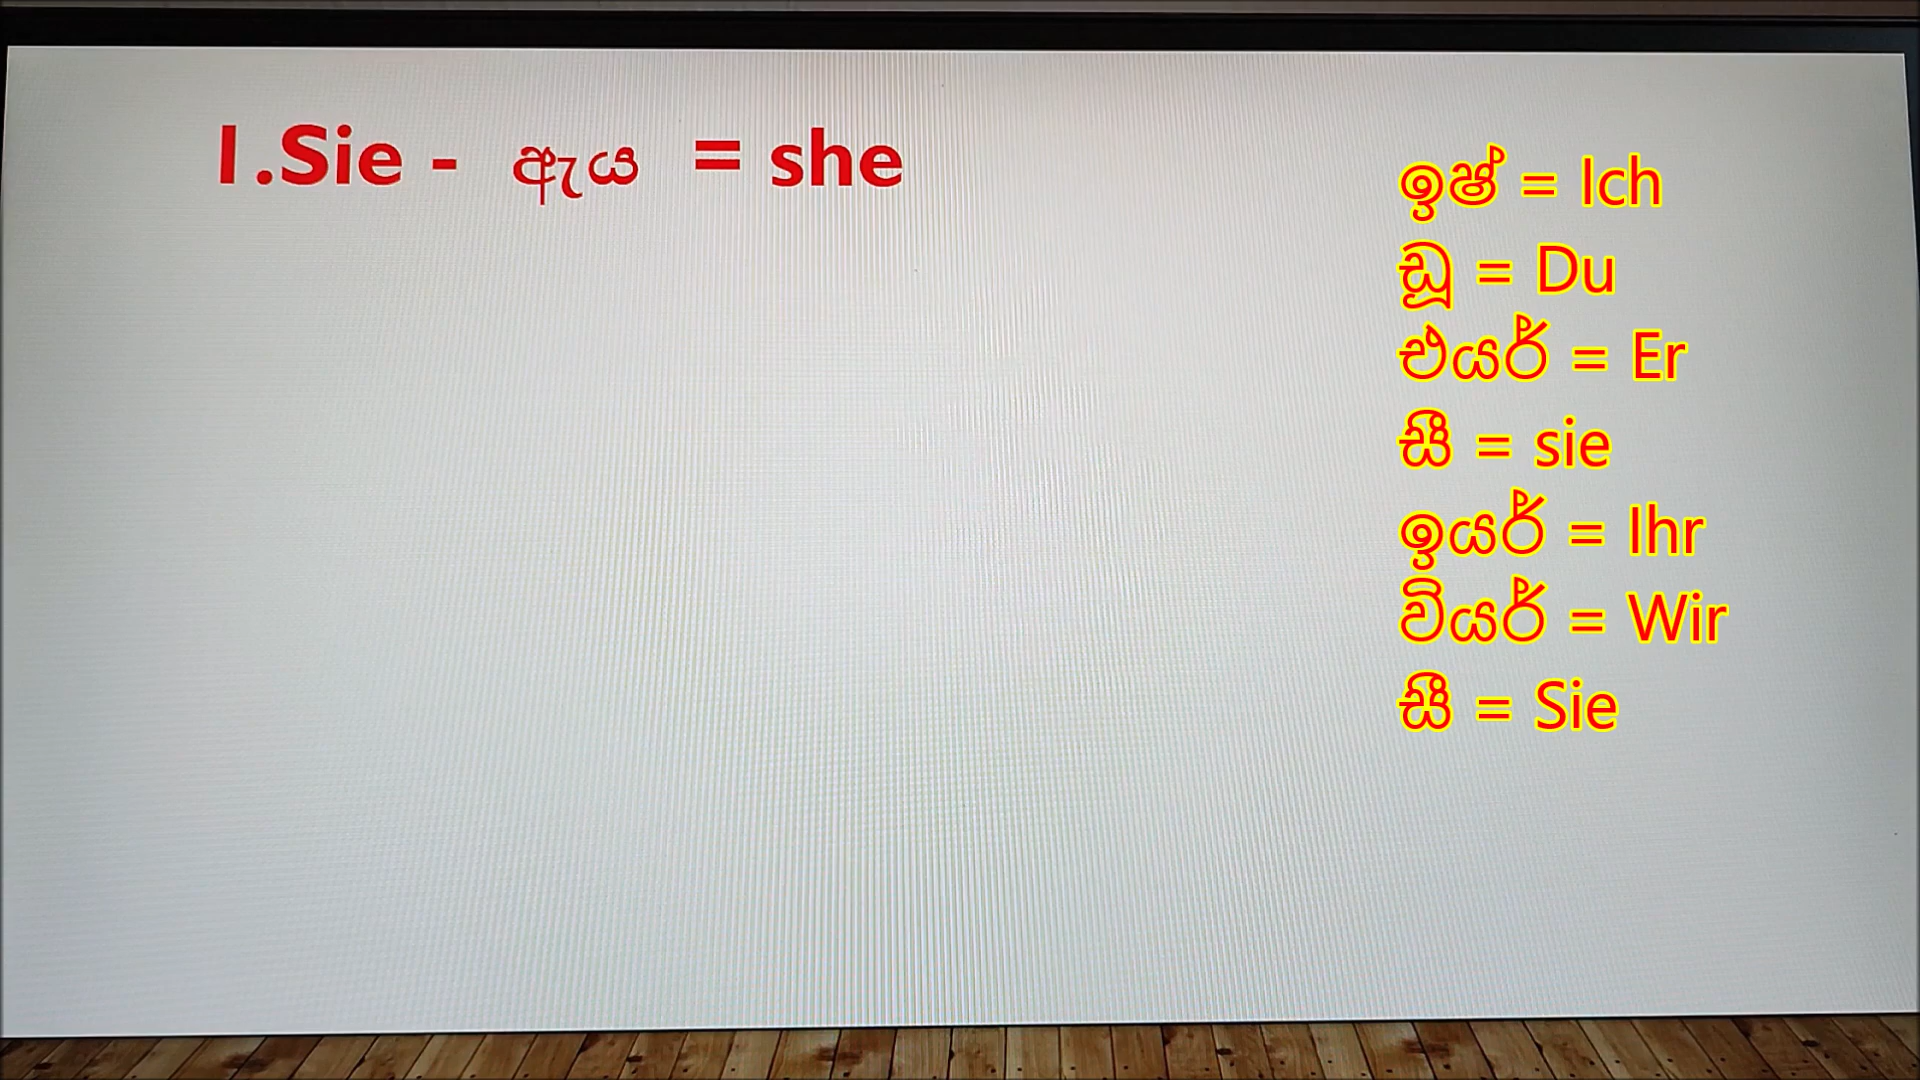 1.Sie - ඇය = she
ඉෂ් = Ich
ඩූ = Du
එයර් = Er
සී = sie
ඉයර් = Ihr
වියර් = Wir
සී = Sie